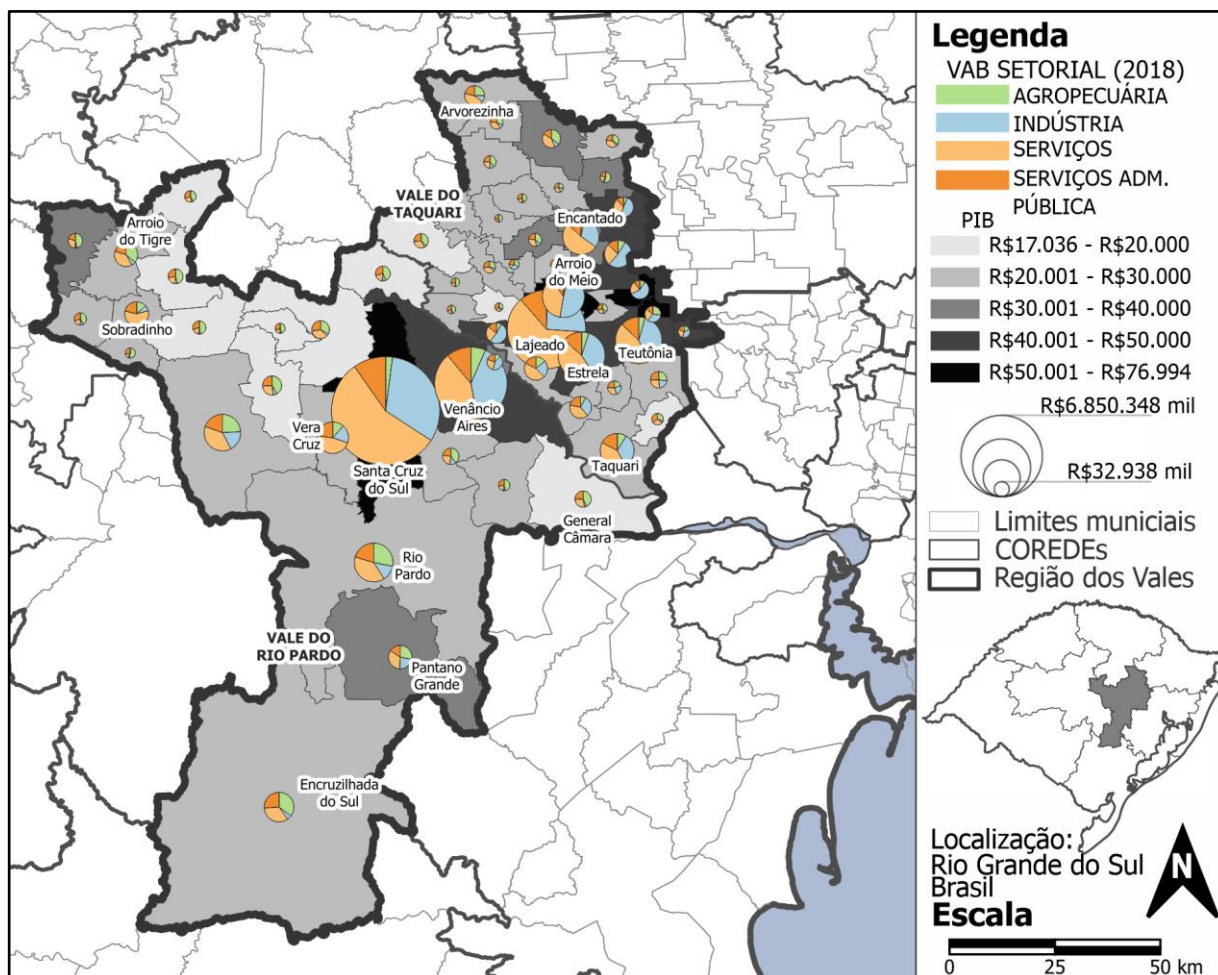 Arvorezinha
VALE DO
TAQUARI
Encantado
Arroio
do Tigre
Arroio
do Meio
Sobradinho
Lajeado
Teutônia
Estrela
Venâncio
Aires
Vera
Cruz
Santa Cruz
do Sul
Taquari
General
Câmara
Rio
Pardo
VALE DO
RIO PARDO
Pantano
Grande
Encruzilhada
do Sul
Legenda
VAB SETORIAL (2018)
AGROPECUÁRIA
INDÚSTRIA
SERVIÇOS
SERVIÇOS ADM.
PÚBLICA
PIB
R$17.036 - R$20.000
R$20.001 - R$30.000
R$30.001 - R$40.000
R$40.001 - R$50.000
R$50.001 - R$76.994
R$6.850.348 mil
R$32.938 mil
Limites municiais
COREDEs
Região dos Vales
Localização:
Rio Grande do Sul
Brasil
N
Escala
0 25 50 km